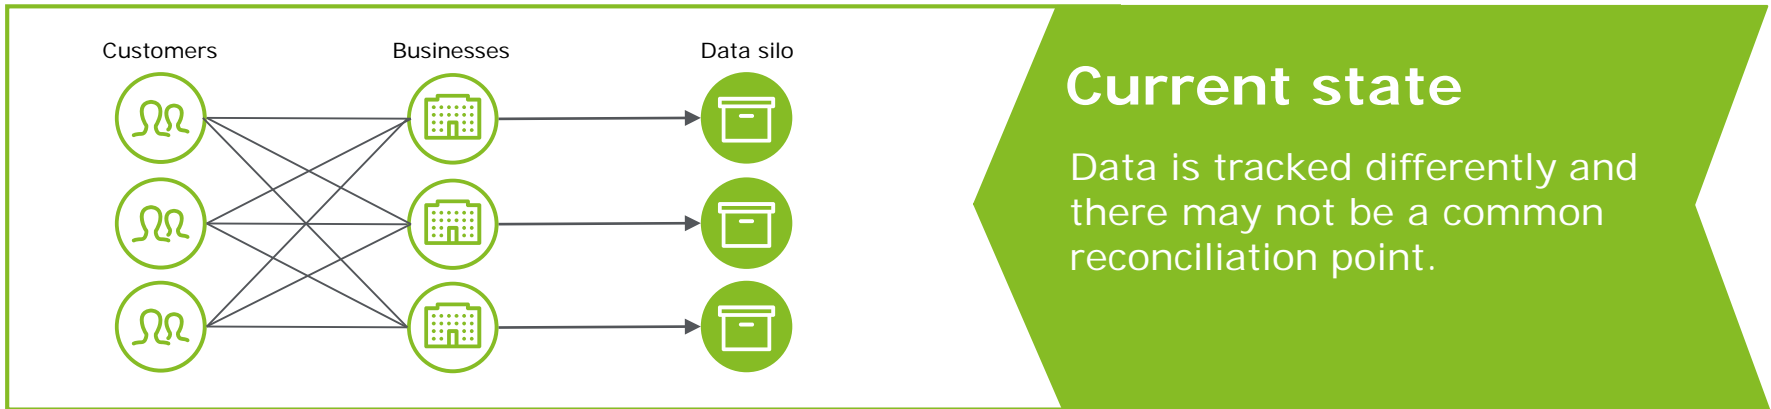 Customers
Businesses
Data silo
Current state
Data is tracked differently and
there may not be a common
reconciliation point.